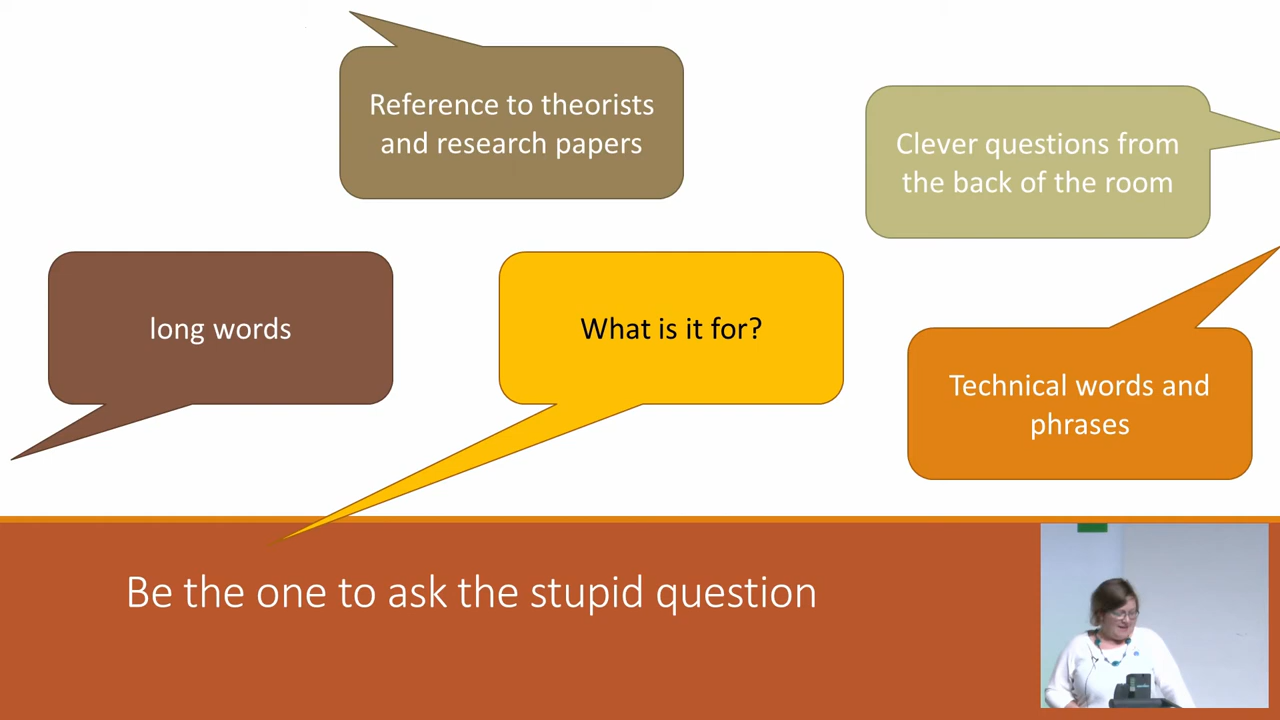 Reference to theorists
and research papers
Clever questions from
the back of the room
long words
What is it for?
Technical words and
phrases
Be the one to ask the stupid question